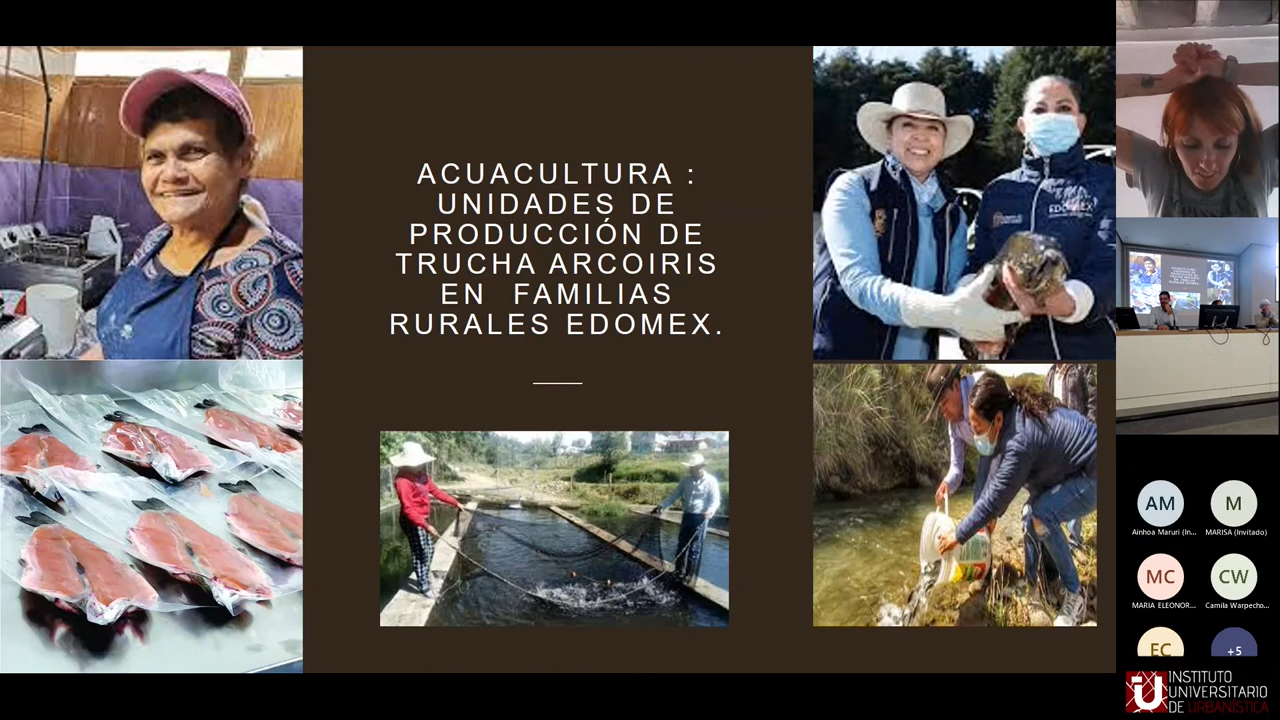 ACUACULTURA :
UNIDADES DE
PRODUCCIÓN DE
TRUCHA ARCOIRIS
EN FAMILIAS
RURALES EDOMEX.
EDOMEX
AM
M
Ainhoa Maruri (In...
MARISA (Invitado)
MC
CW
MARIA ELEONOR...
Camila Warpecho...
EC
+5
INSTITUTO
UNIVERSITARIO
DE URBANÍSTICA